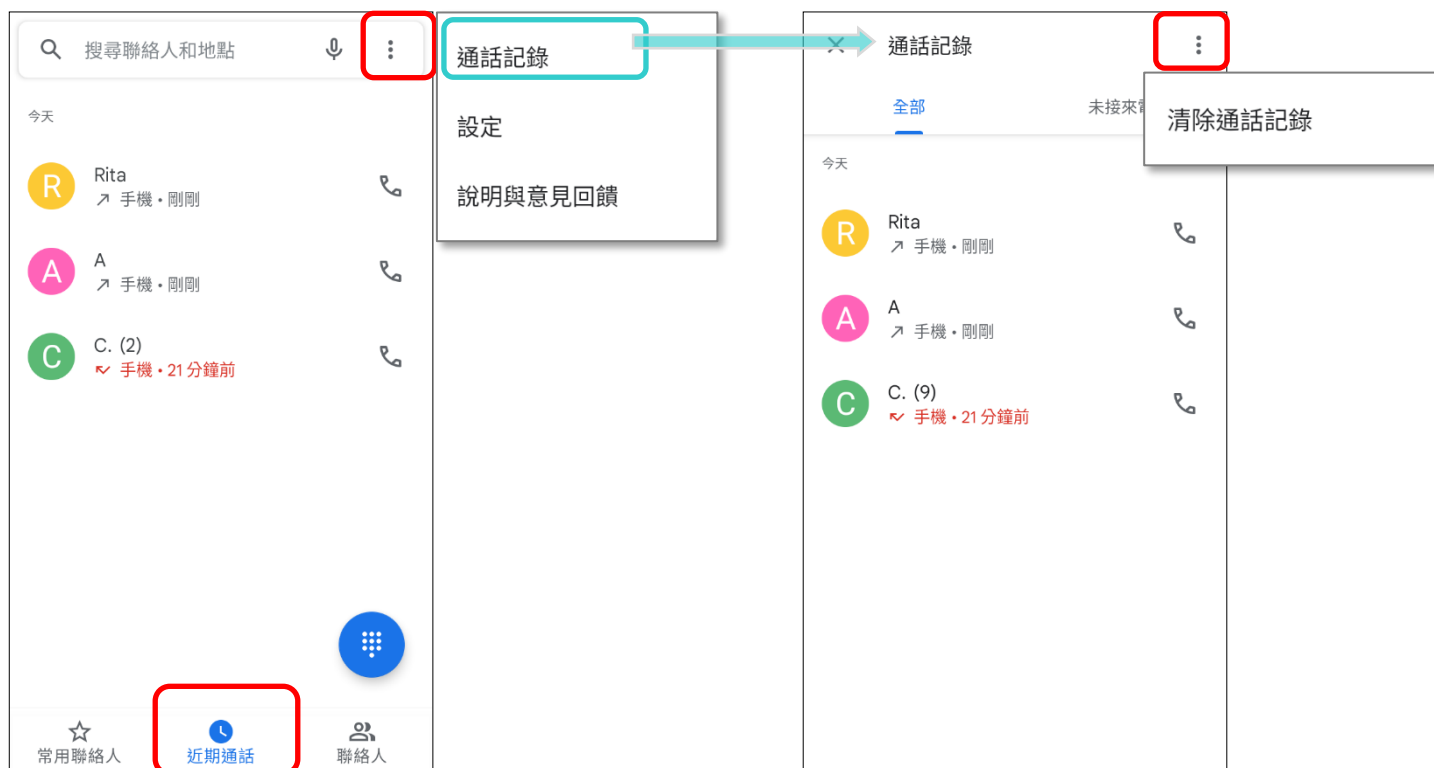 搜尋聯絡人和地點
今天
R
Rita
手機・剛剛
A
A
手機・剛剛
C
C. (2)
手機・21 分鐘前
常用聯絡人
近期通話
聯絡人
通話記錄
設定
說明與意見回饋
通話記錄
全部
未接來
清除通話記錄
今天
R
Rita
手機・剛剛
A
A
手機・剛剛
C
C. (9)
手機・21 分鐘前